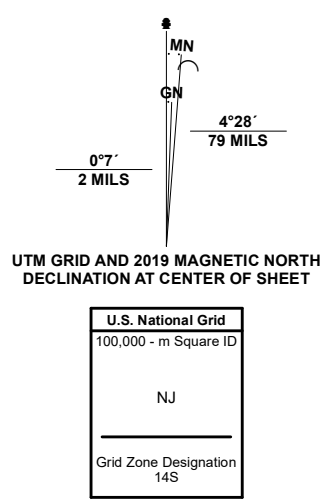 MN
GN
4°28´
79 MILS
0°7´
2 MILS
UTM GRID AND 2019 MAGNETIC NORTH
DECLINATION AT CENTER OF SHEET
U.S. National Grid
100,000 - m Square ID
NJ
Grid Zone Designation
14S